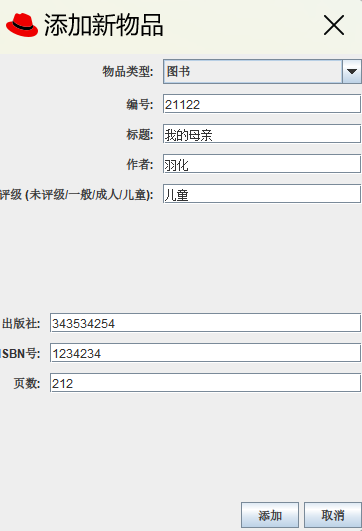 添加新物品
物品类型: 图书
编号: 21122
标题: 我的母亲
作者: 羽化
评级 (未评级/一般/成人/儿童): 儿童
出版社: 343534254
ISBN号: 1234234
页数: 212
添加 取消